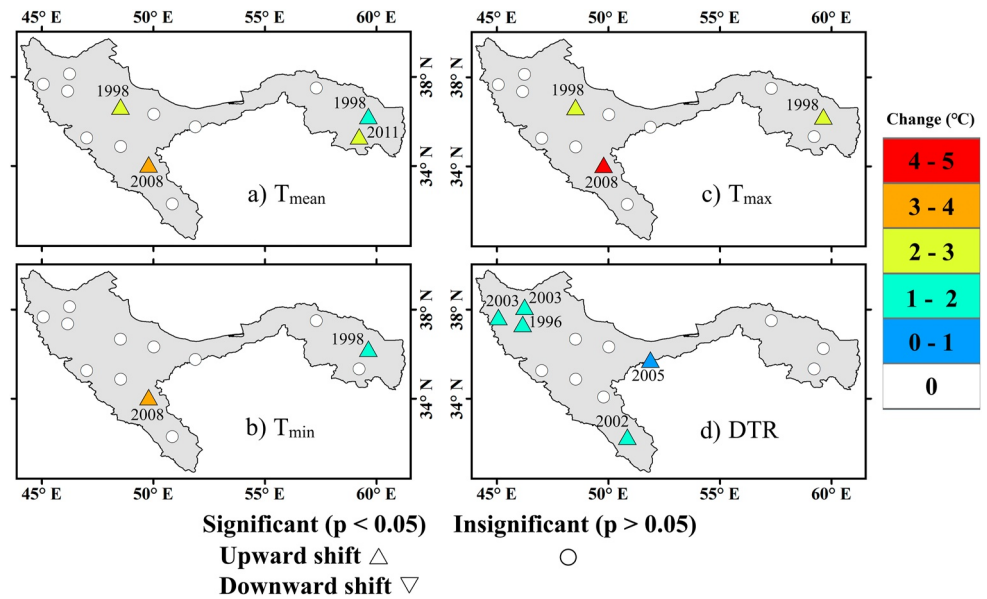 45° E 50° E 55° E 60° E 45° E 50° E 55° E 60° E
38° N
34° N
1998
1998
2011
2008
a) Tmean
38° N
34° N
1998
1998
2008
c) Tmax
1998
2008
b) Tmin
38° N
34° N
2003
2003
1996
2005
2002
d) DTR
38° N
34° N
45° E 50° E 55° E 60° E 45° E 50° E 55° E 60° E
Change (°C)
4 - 5
3 - 4
2 - 3
1 - 2
0 - 1
0
Significant (p < 0.05) Insignificant (p > 0.05)
Upward shift
Downward shift